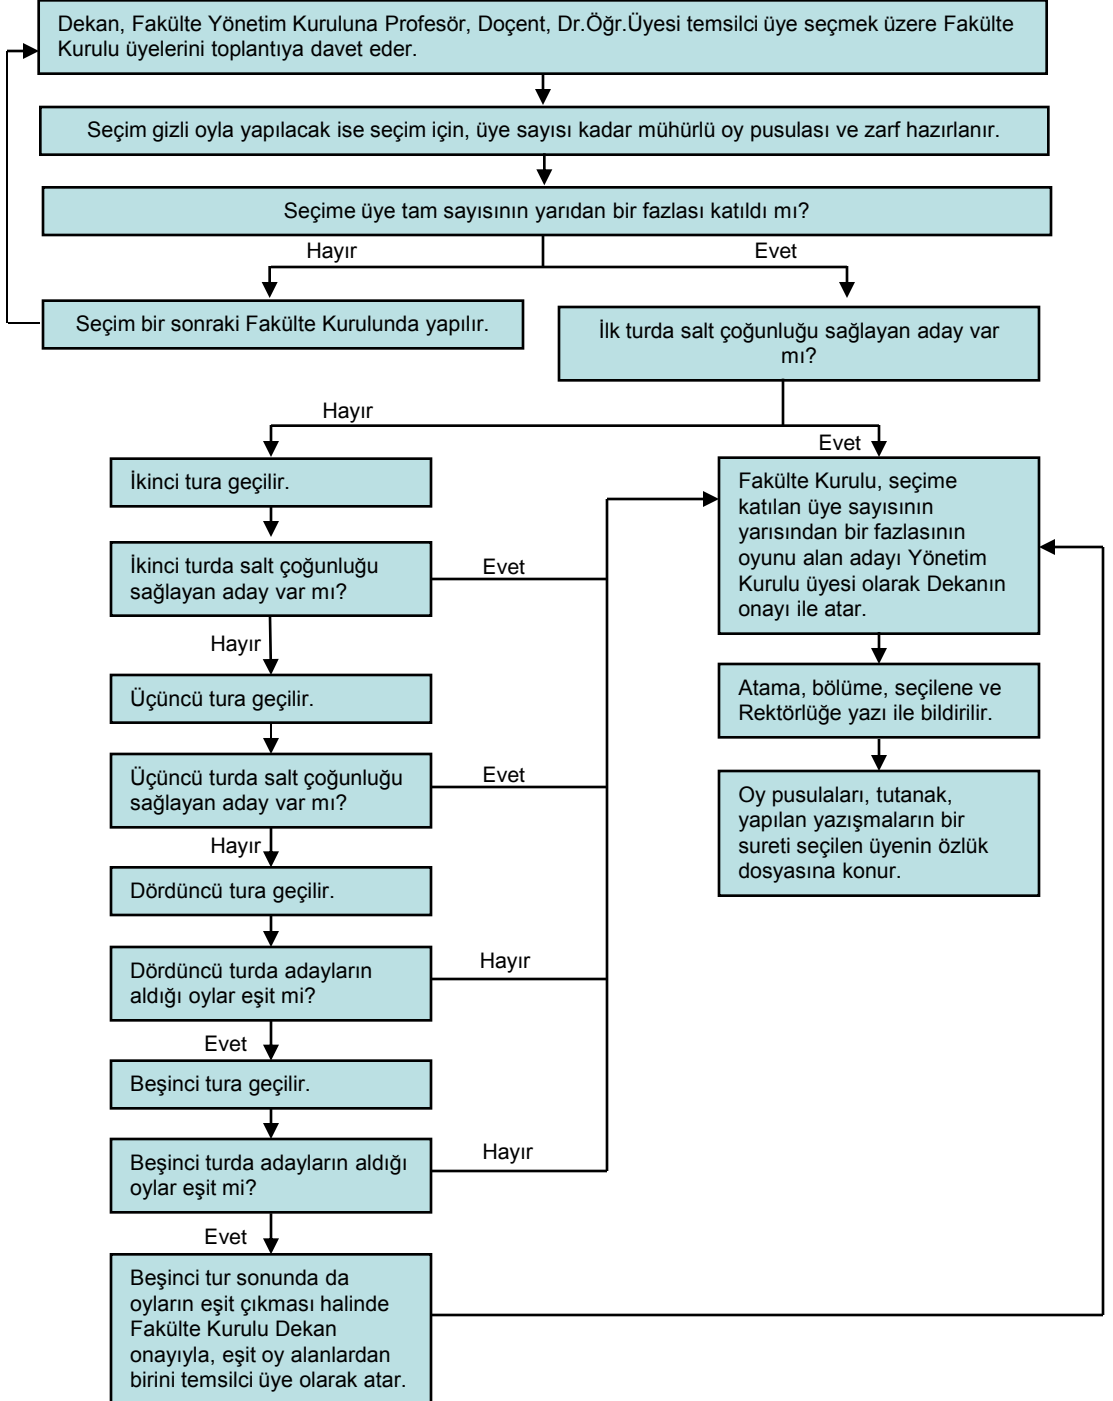 Dekan, Fakülte Yönetim Kuruluna Profesör, Doçent, Dr.Öğr.Üyesi temsilci üye seçmek üzere Fakülte
Kurulu üyelerini toplantıya davet eder.
Seçim gizli oyla yapılacak ise seçim için, üye sayısı kadar mühürlü oy pusulası ve zarf hazırlanır.
Seçime üye tam sayısının yarıdan bir fazlası katıldı mı?
Hayır
Evet
Seçim bir sonraki Fakülte Kurulunda yapılır.
İlk turda salt çoğunluğu sağlayan aday var
mı?
Hayır
Evet
İkinci tura geçilir.
İkinci turda salt çoğunluğu
sağlayan aday var mı?
Evet
Hayır
Üçüncü tura geçilir.
Üçüncü turda salt çoğunluğu
sağlayan aday var mı?
Evet
Hayır
Dördüncü tura geçilir.
Dördüncü turda adayların
aldığı oylar eşit mi?
Hayır
Evet
Beşinci tura geçilir.
Beşinci turda adayların aldığı
oylar eşit mi?
Hayır
Evet
Beşinci tur sonunda da
oyların eşit çıkması halinde
Fakülte Kurulu Dekan
onayıyla, eşit oy alanlardan
birini temsilci üye olarak atar.
Fakülte Kurulu, seçime
katılan üye sayısının
yarısından bir fazlasının
oyunu alan adayı Yönetim
Kurulu üyesi olarak Dekanın
onayı ile atar.
Atama, bölüme, seçilene ve
Rektörlüğe yazı ile bildirilir.
Oy pusulaları, tutanak,
yapılan yazışmaların bir
sureti seçilen üyenin özlük
dosyasına konur.